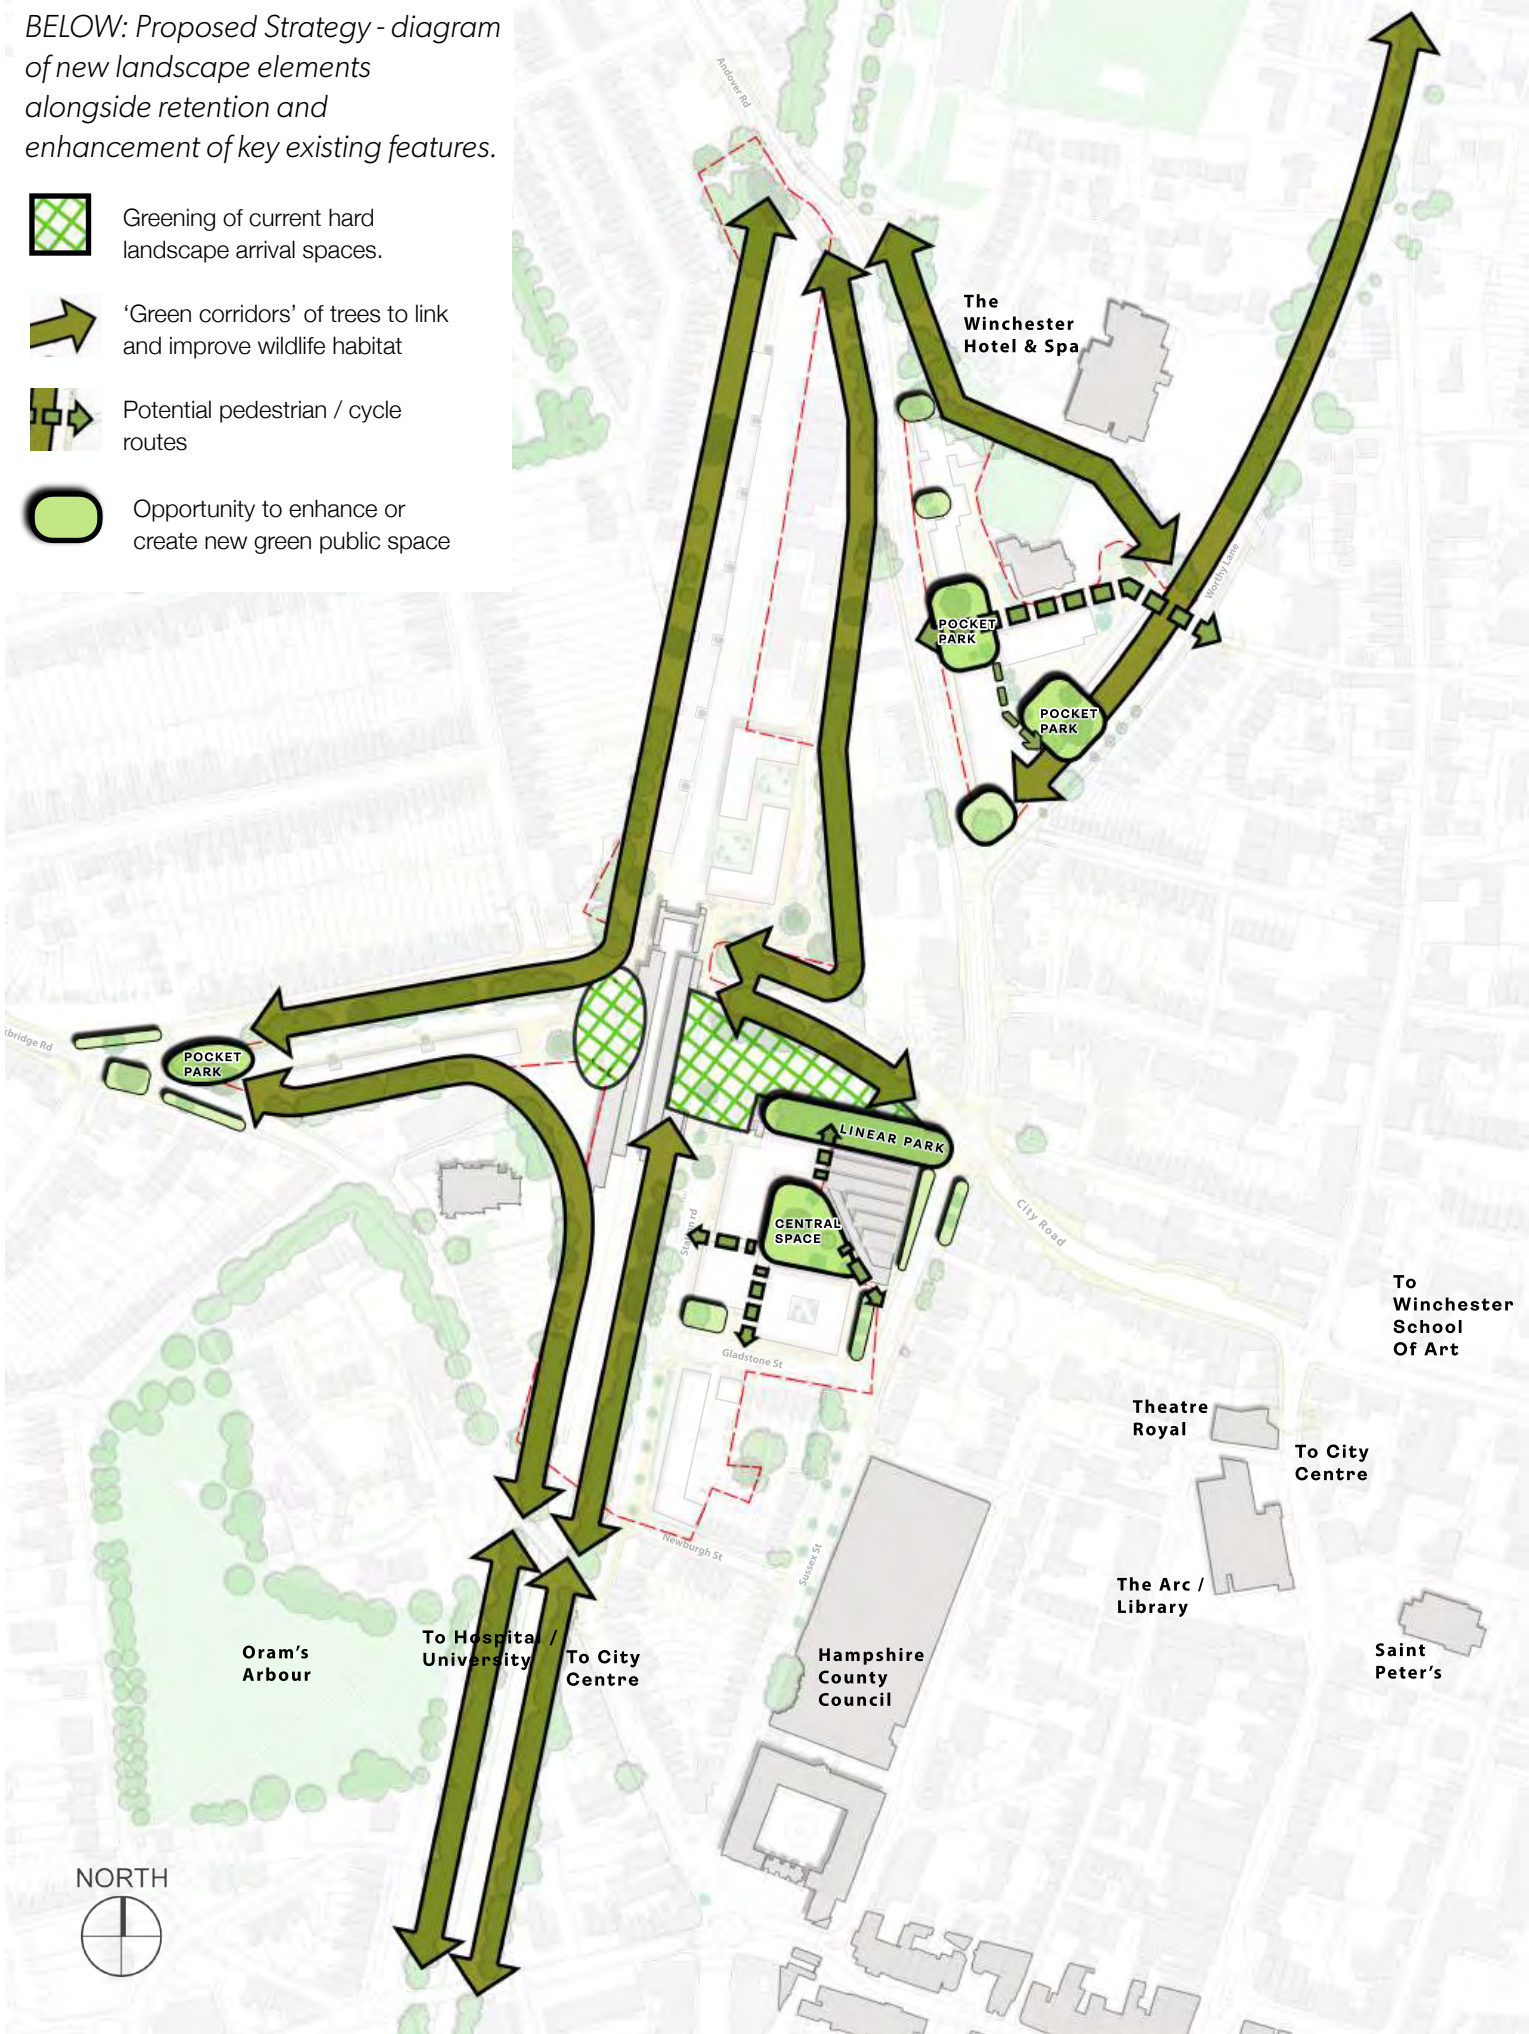 BELOW: Proposed Strategy - diagram
of new landscape elements
alongside retention and
enhancement of key existing features.
Greening of current hard
landscape arrival spaces.
‘Green corridors’ of trees to link
and improve wildlife habitat
Potential pedestrian / cycle
routes
Opportunity to enhance or
create new green public space
Andover Rd
The
Winchester
Hotel & Spa
Worthy Lane
POCKET
PARK
POCKET
PARK
POCKET
PARK
LINEAR PARK
CENTRAL
SPACE
City Road
Gladstone St
To
Winchester
School
Of Art
Theatre
Royal
To City
Centre
Newburgh St
Sussex St
The Arc /
Library
Oram’s
Arbour
To Hospital /
University
To City
Centre
Hampshire
County
Council
Saint
Peter’s
NORTH